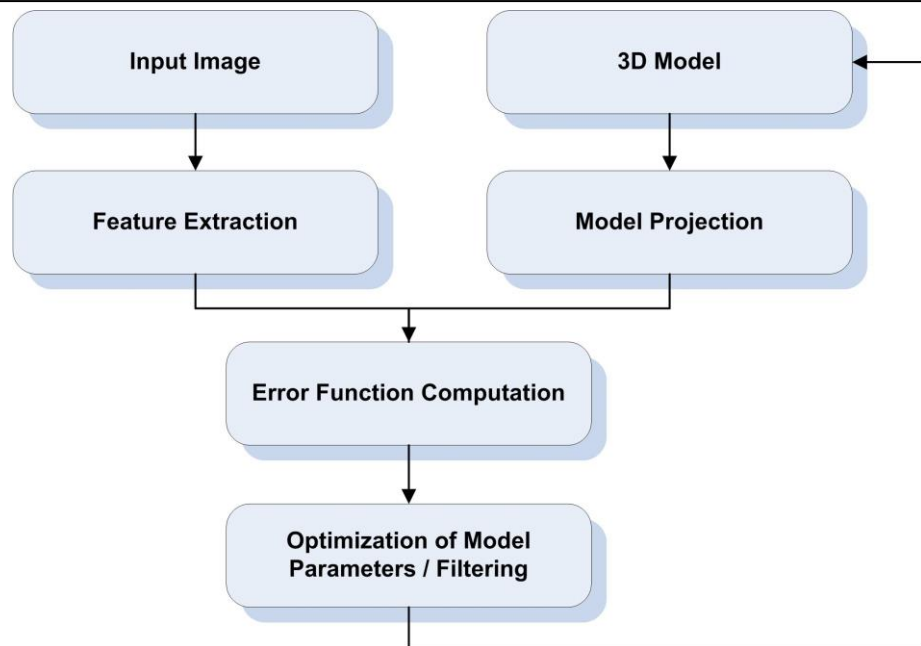 Input Image
3D Model
Feature Extraction
Model Projection
Error Function Computation
Optimization of Model
Parameters / Filtering